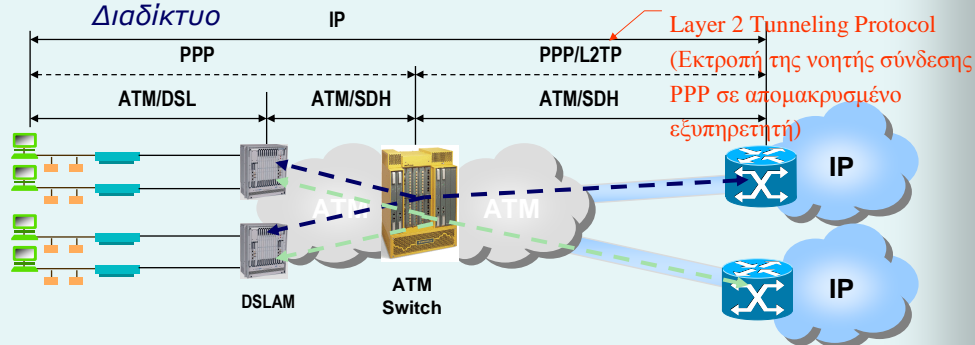 Διαδίκτυο
IP
Layer 2 Tunneling Protocol
(Εκτροπή της νοητής σύνδεσης
PPP σε απομακρυσμένο
εξυπηρετητή)
PPP
PPP/L2TP
ATM/DSL
ATM/SDH
ATM/SDH
ATM
ATM
IP
IP
DSLAM
ATM
Switch